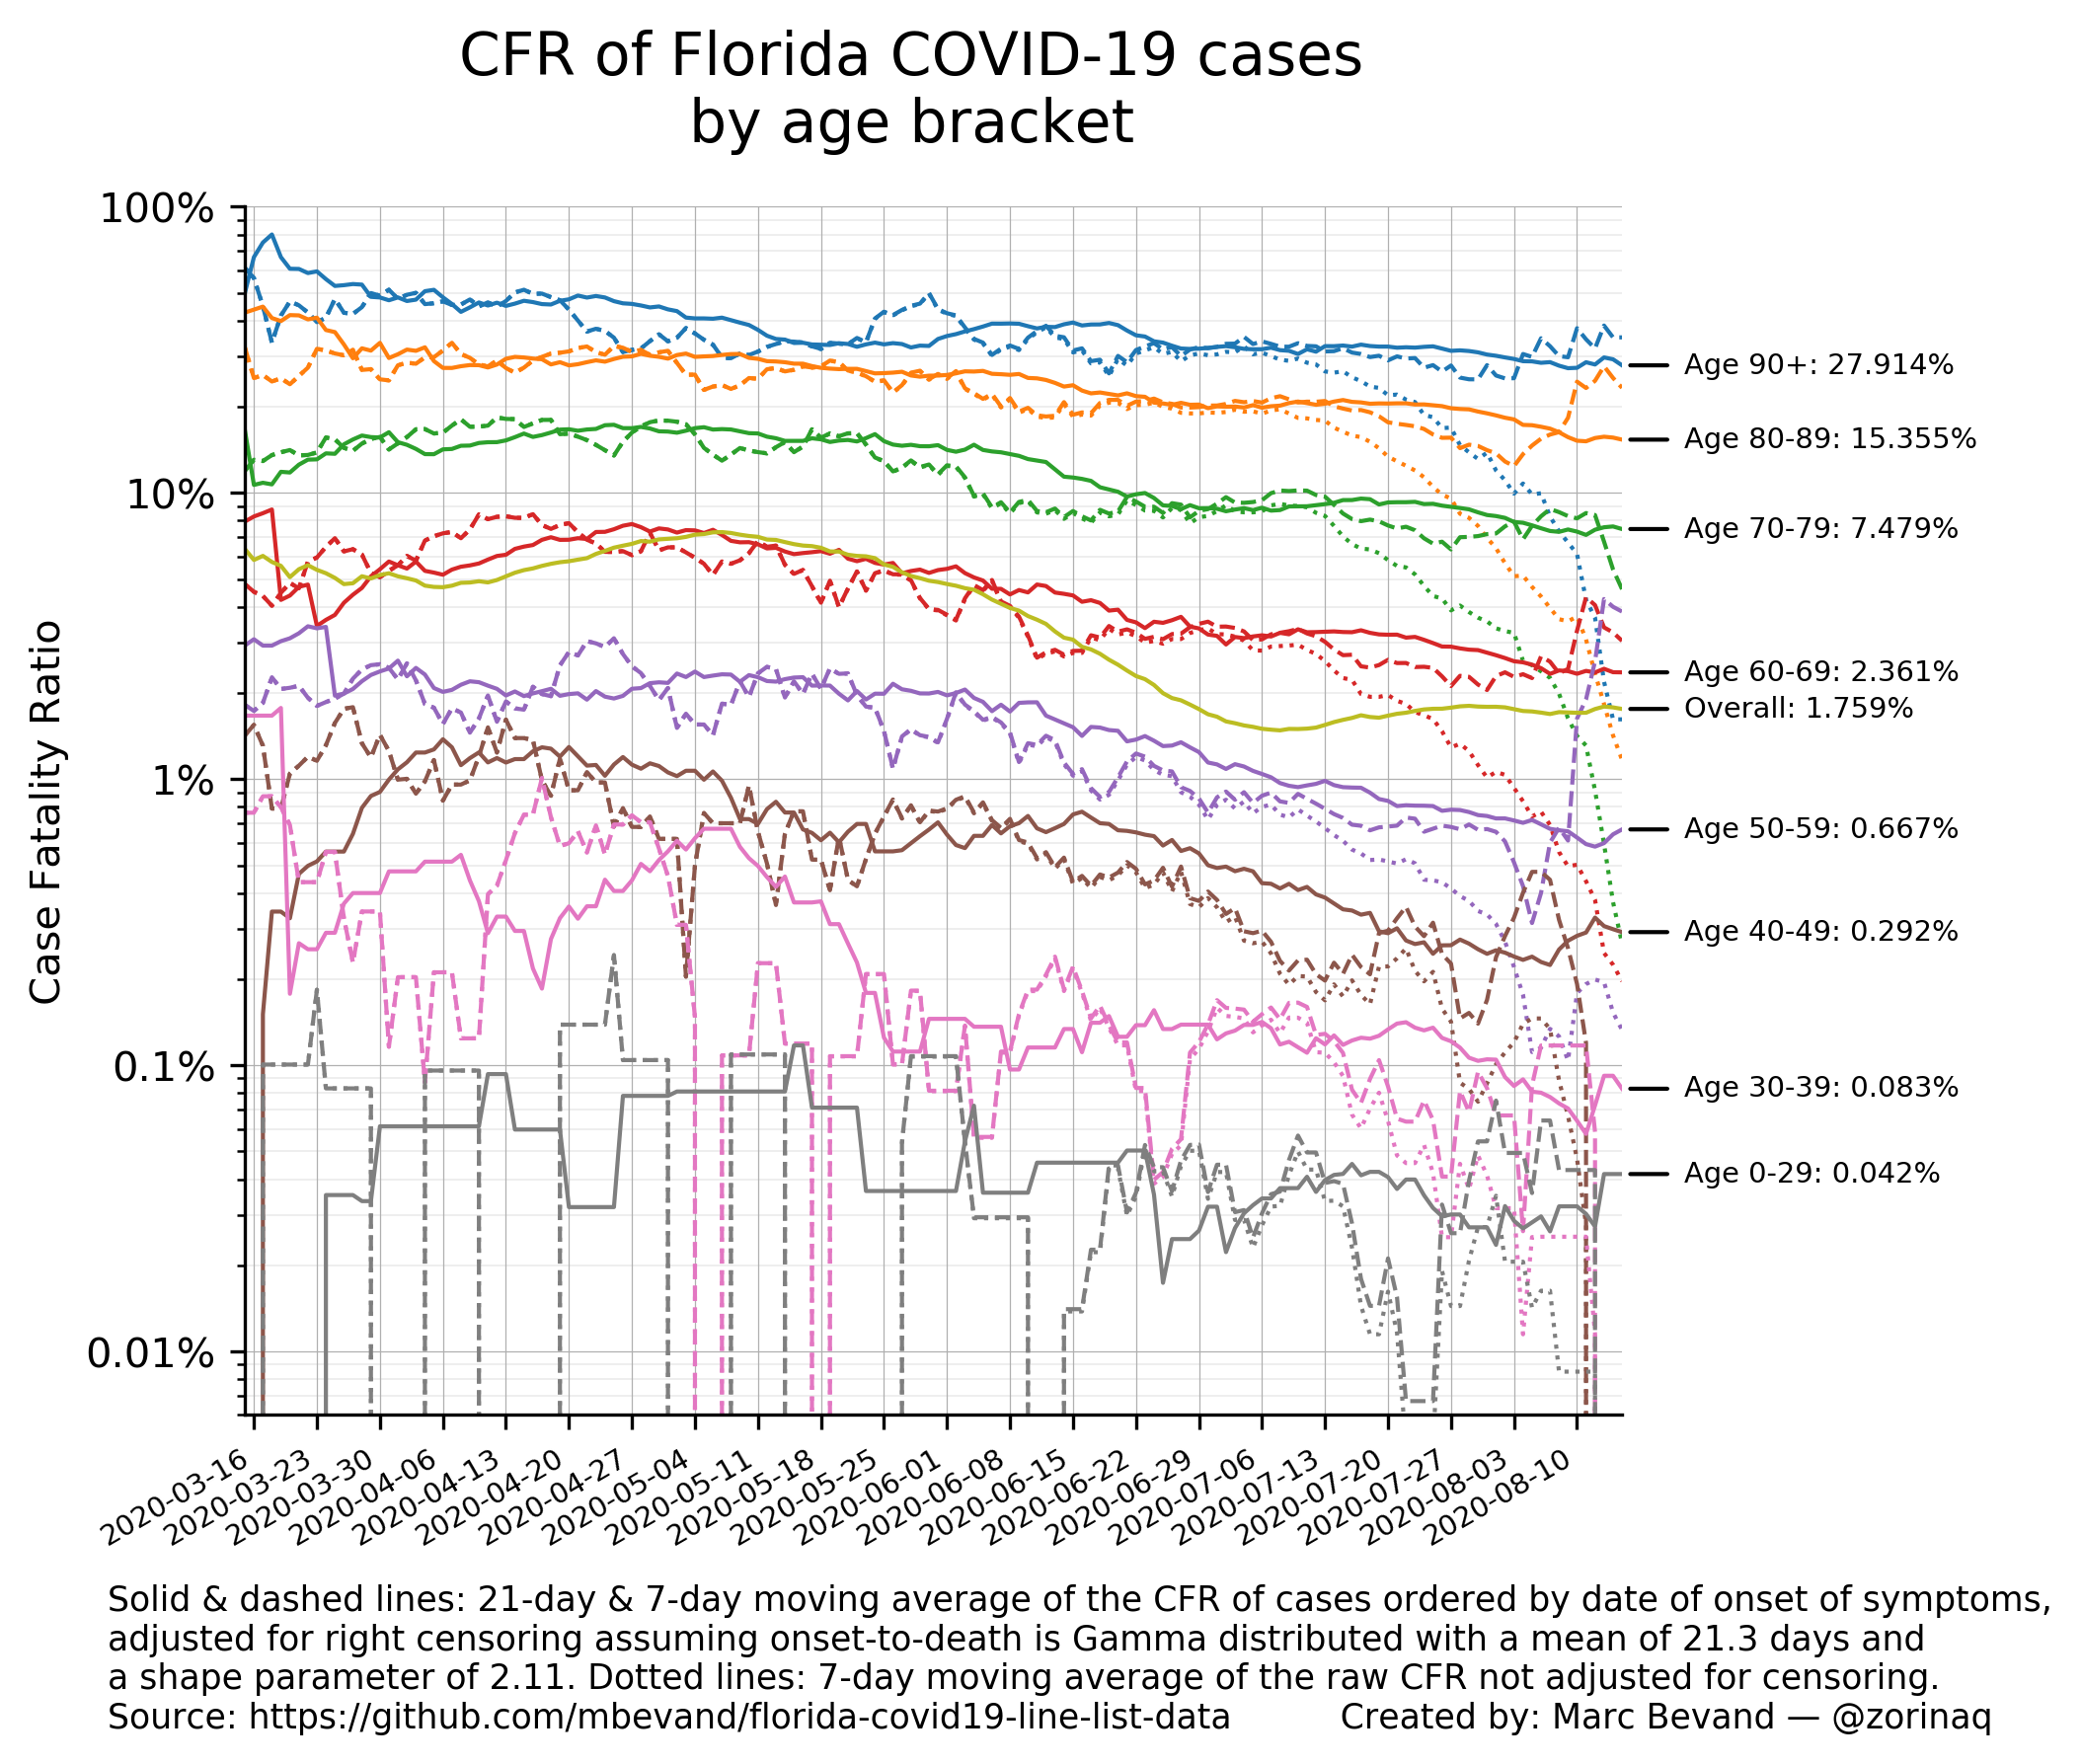 CFR of Florida COVID-19 cases
by age bracket
Case Fatality Ratio
100%
10%
1%
0.1%
0.01%
Age 90+: 27.914%
Age 80-89: 15.355%
Age 70-79: 7.479%
Age 60-69: 2.361%
Overall: 1.759%
Age 50-59: 0.667%
Age 40-49: 0.292%
Age 30-39: 0.083%
Age 0-29: 0.042%
2020-03-16
2020-03-23
2020-03-30
2020-04-06
2020-04-13
2020-04-20
2020-04-27
2020-05-04
2020-05-11
2020-05-18
2020-05-25
2020-06-01
2020-06-08
2020-06-15
2020-06-22
2020-06-29
2020-07-06
2020-07-13
2020-07-20
2020-07-27
2020-08-03
2020-08-10
Solid & dashed lines: 21-day & 7-day moving average of the CFR of cases ordered by date of onset of symptoms,
adjusted for right censoring assuming onset-to-death is Gamma distributed with a mean of 21.3 days and
a shape parameter of 2.11. Dotted lines: 7-day moving average of the raw CFR not adjusted for censoring.
Source: https://github.com/mbevand/florida-covid19-line-list-data Created by: Marc Bevand — @zorinaq